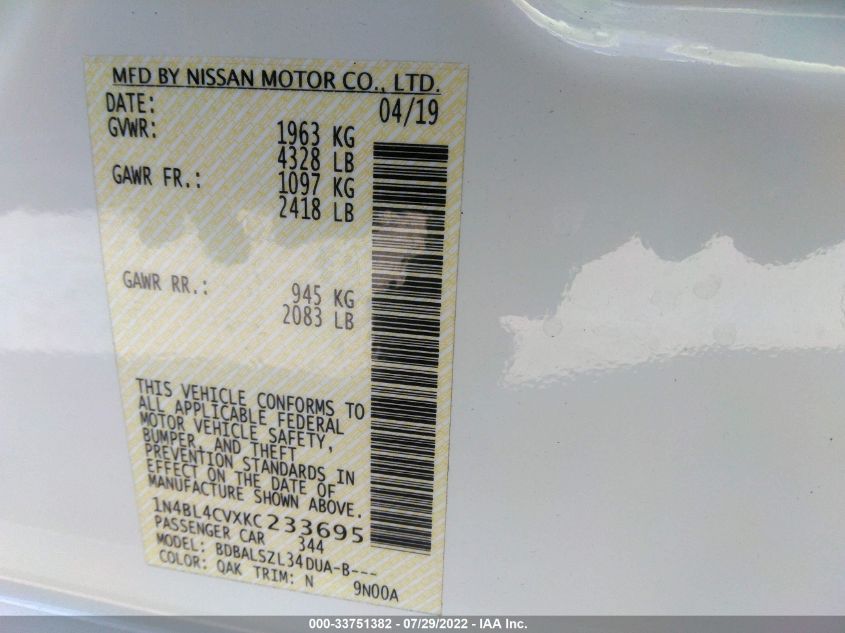 MFD BY NISSAN MOTOR CO., LTD.
DATE: 04/19
GVWR: 1963 KG
4328 LB
GAWR FR.: 1097 KG
2418 LB
GAWR RR.: 945 KG
2083 LB
THIS VEHICLE CONFORMS TO
ALL APPLICABLE FEDERAL
MOTOR VEHICLE SAFETY,
BUMPER, AND THEFT
PREVENTION STANDARDS IN
EFFECT ON THE DATE OF
MANUFACTURE SHOWN ABOVE.
1N4BL4CVXKC233695
PASSENGER CAR 344
MODEL: BDBALSZL34DUA-B---
COLOR: QAK TRIM: N 9N00A
000-33751382 - 07/29/2022 - IAA Inc.